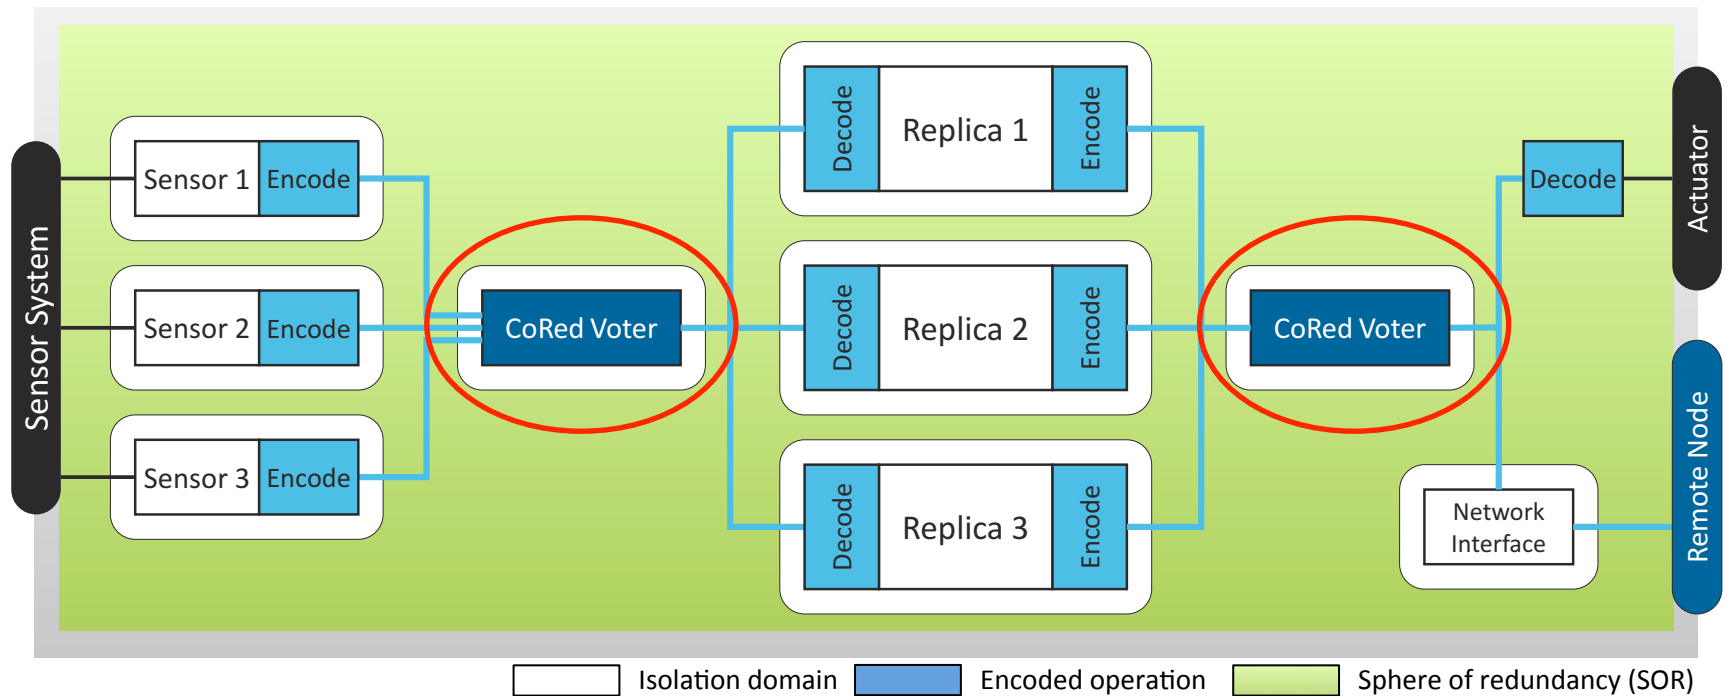 Sensor System
Sensor 1
Encode
Sensor 2
Encode
Sensor 3
Encode
CoRed Voter
Decode
Replica 1
Encode
Decode
Replica 2
Encode
Decode
Replica 3
Encode
CoRed Voter
Decode
Actuator
Network
Interface
Remote Node
Isolation domain
Encoded operation
Sphere of redundancy (SOR)